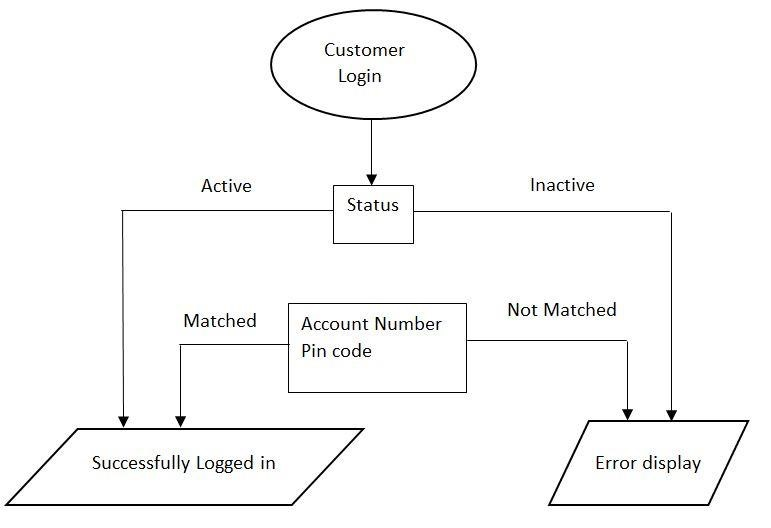 Customer
Login
Active
Inactive
Status
Matched
Account Number
Pin code
Not Matched
Successfully Logged in
Error display